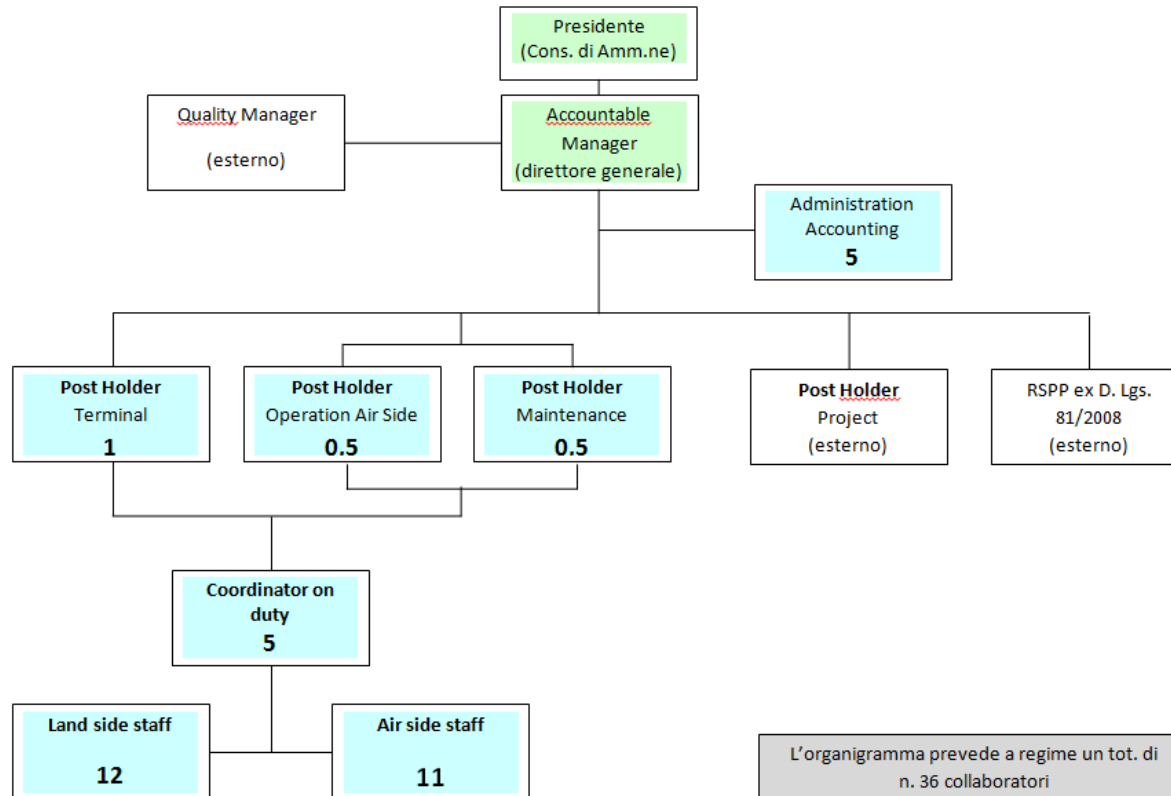 Presidente
(Cons. di Amm.ne)
Quality Manager
(esterno)
Accountable
Manager
(direttore generale)
Administration
Accounting
5
Post Holder
Terminal
1
Post Holder
Operation Air Side
0.5
Post Holder
Maintenance
0.5
Post Holder
Project
(esterno)
RSPP ex D. Lgs.
81/2008
(esterno)
Coordinator on
duty
5
Land side staff
12
Air side staff
11
L’organigramma prevede a regime un tot. di
n. 36 collaboratori